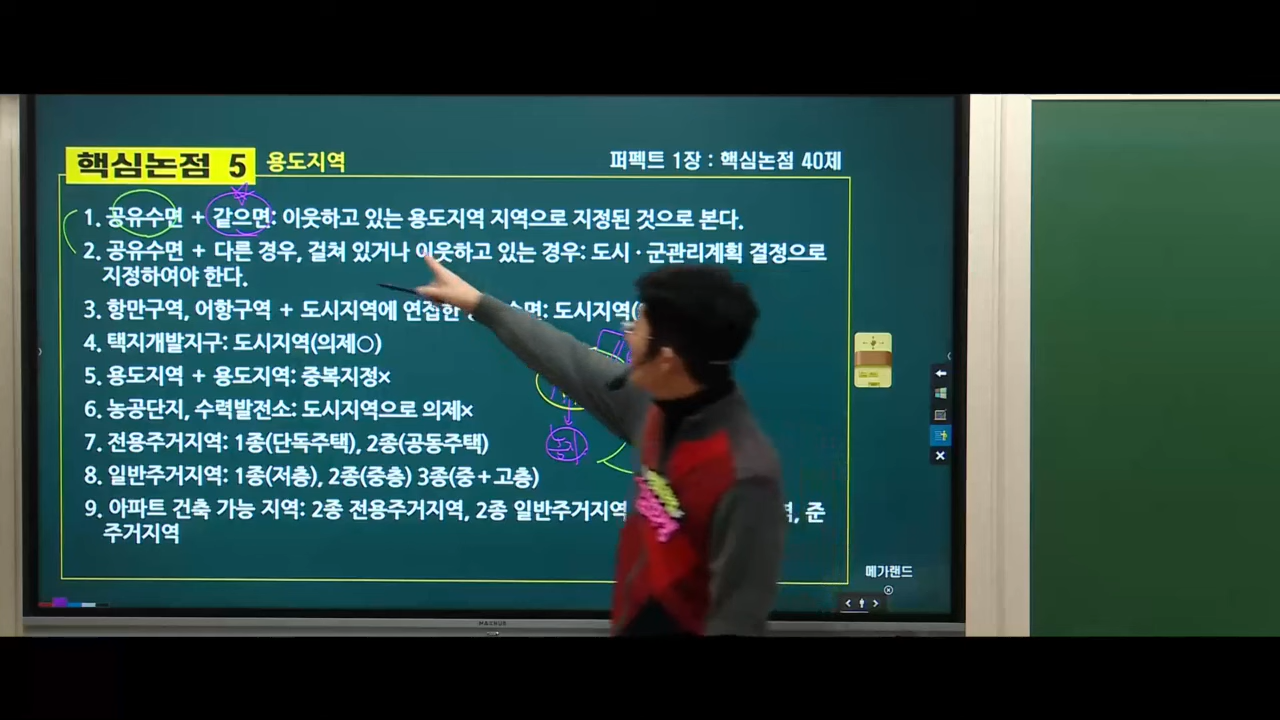 핵심논점 5 용도지역
퍼펙트 1장 : 핵심논점 40제
1. 공유수면 + 같으면: 이웃하고 있는 용도지역 지역으로 지정된 것으로 본다.
2. 공유수면 + 다른 경우, 걸쳐 있거나 이웃하고 있는 경우: 도시·군관리계획 결정으로
지정하여야 한다.
3. 항만구역, 어항구역 + 도시지역에 연접한 수면: 도시지역(
4. 택지개발지구: 도시지역(의제○)
5. 용도지역 + 용도지역: 중복지정×
6. 농공단지, 수력발전소: 도시지역으로 의제×
7. 전용주거지역: 1종(단독주택), 2종(공동주택)
8. 일반주거지역: 1종(저층), 2종(중층) 3종(중+고층)
9. 아파트 건축 가능 지역: 2종 전용주거지역, 2종 일반주거지역 역, 준
주거지역
메가랜드